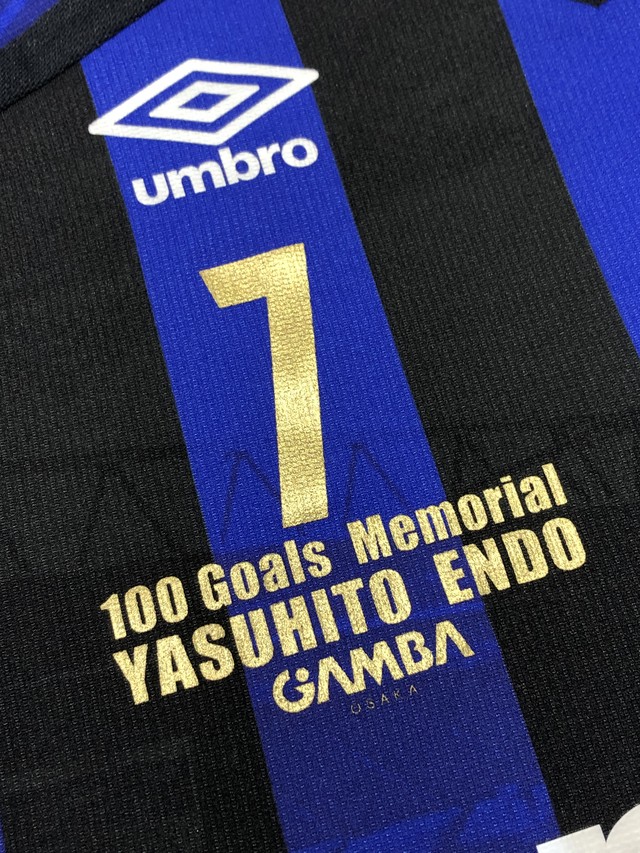 umbro
7
100 Goals Memorial
YASUHITO ENDO
GAMBA
OSAKA